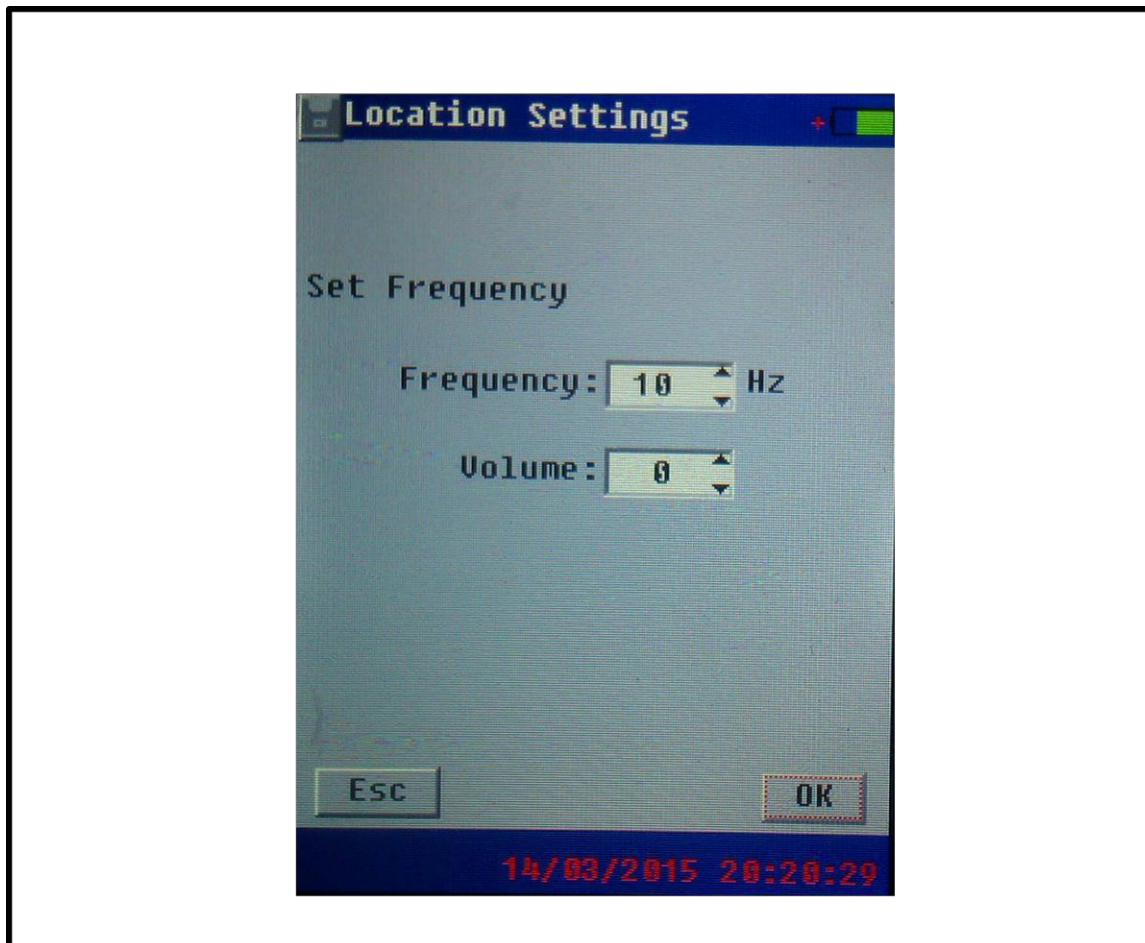 Location Settings
Set Frequency
Frequency: 10 Hz
Volume: 0
Esc OK
14/03/2015 20:20:29